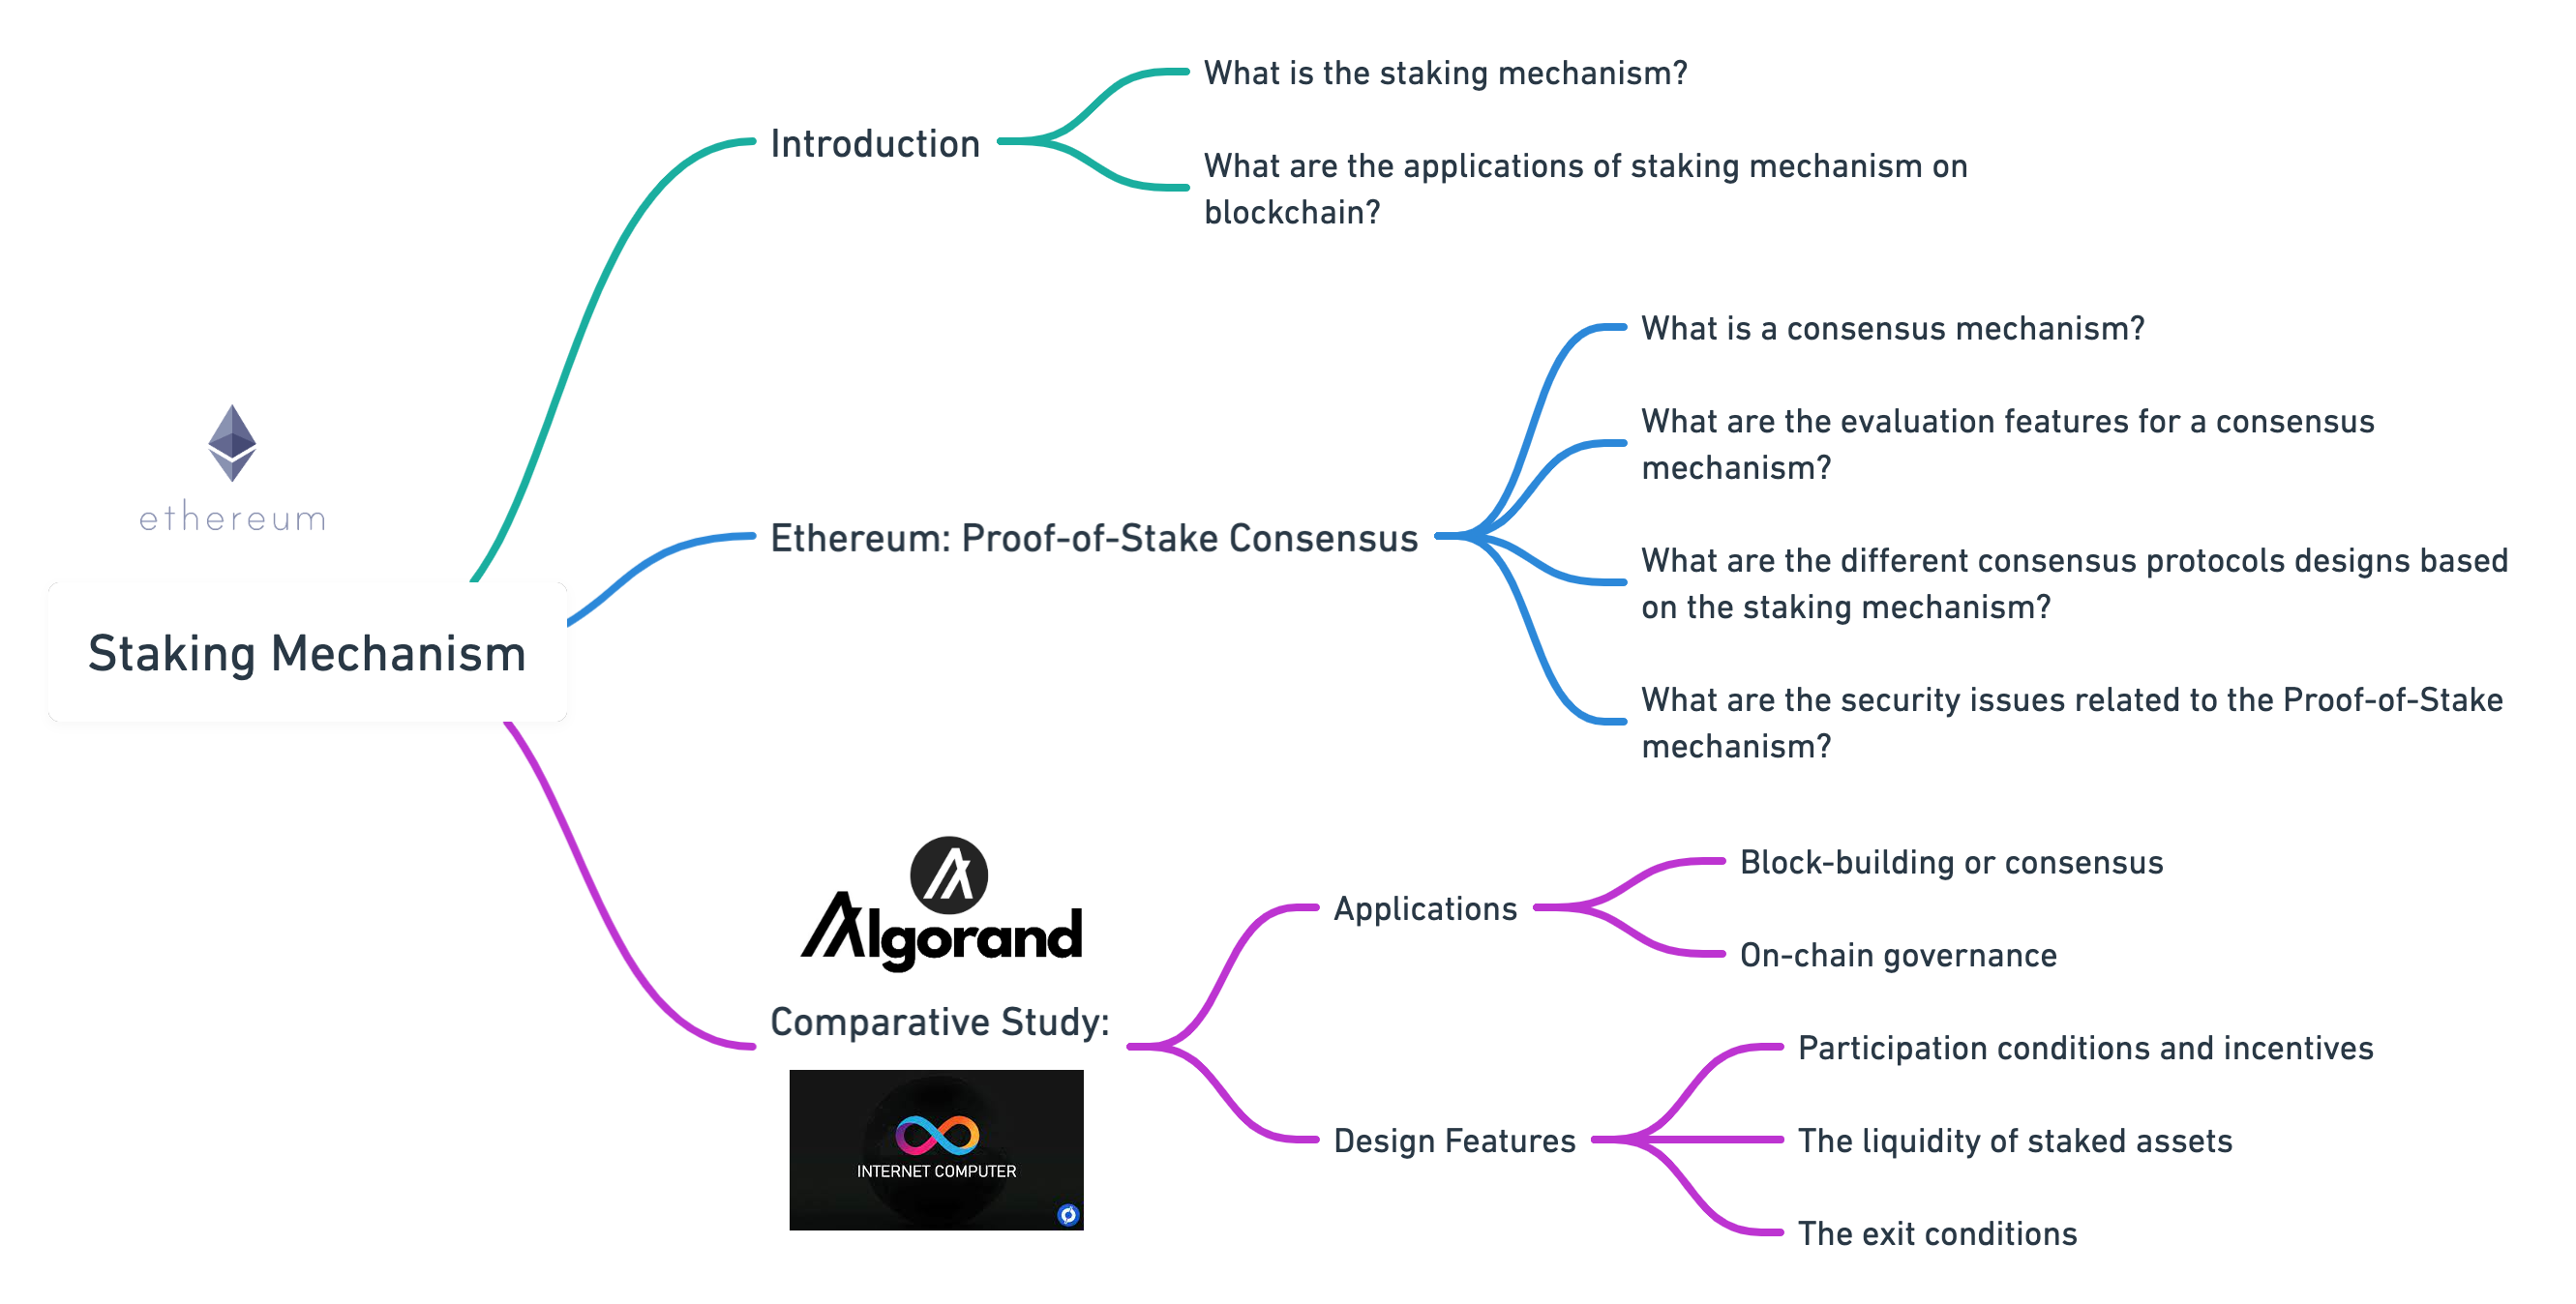 What is the staking mechanism?
Introduction
What are the applications of staking mechanism on
blockchain?
What is a consensus mechanism?
What are the evaluation features for a consensus
mechanism?
ethereum
Ethereum: Proof-of-Stake Consensus
What are the different consensus protocols designs based
on the staking mechanism?
Staking Mechanism
What are the security issues related to the Proof-of-Stake
mechanism?
Algorand
Comparative Study:
INTERNET COMPUTER
Applications
Block-building or consensus
On-chain governance
Design Features
Participation conditions and incentives
The liquidity of staked assets
The exit conditions